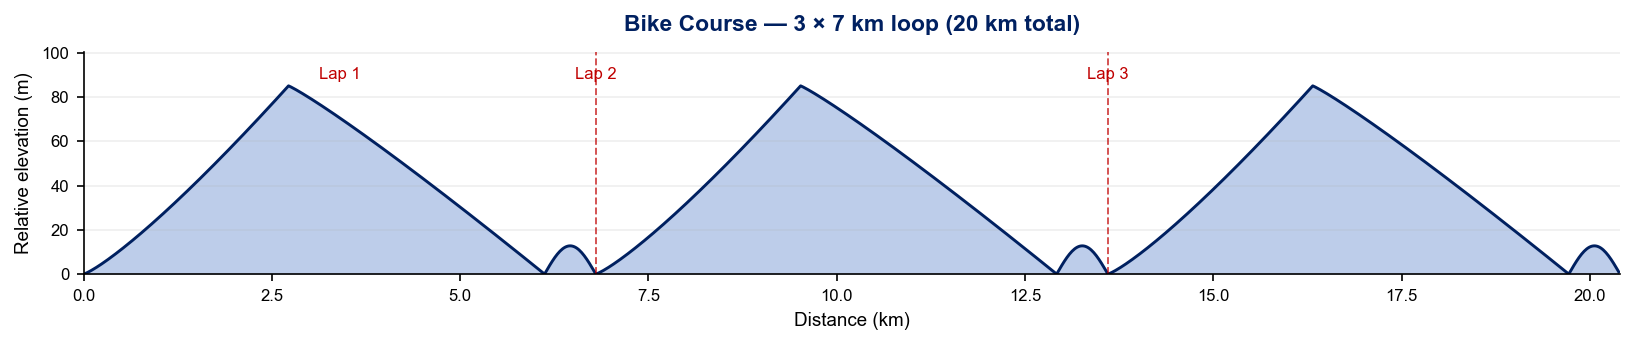 Bike Course — 3 × 7 km loop (20 km total)
Relative elevation (m)
100
80
60
40
20
0
Lap 1
Lap 2
Lap 3
0.0
2.5
5.0
7.5
10.0
12.5
15.0
17.5
20.0
Distance (km)